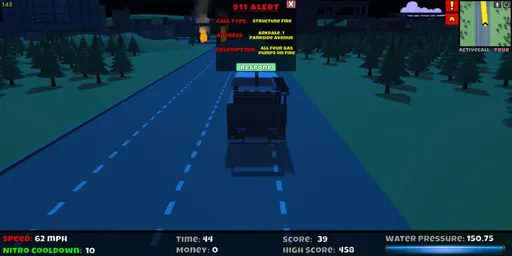 143
911 ALERT
X
CALL TYPE: STRUCTURE FIRE
ADDRESS: ARKDALE, 1 PARKSIDE AVENUE
DESCRIPTION: ALL FOUR GAS PUMPS ON FIRE
RESPOND
!
ACTIVECALL - TRUE
SPEED: 62 MPH
TIME: 44
SCORE: 39
WATER PRESSURE: 150.75
NITRO COOLDOWN: 10
MONEY: 0
HIGH SCORE: 458